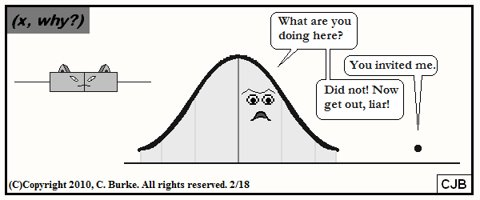 (x, why?)
What are you
doing here?
You invited me.
Did not! Now
get out, liar!
(C)Copyright 2010, C. Burke. All rights reserved. 2/18
CJB